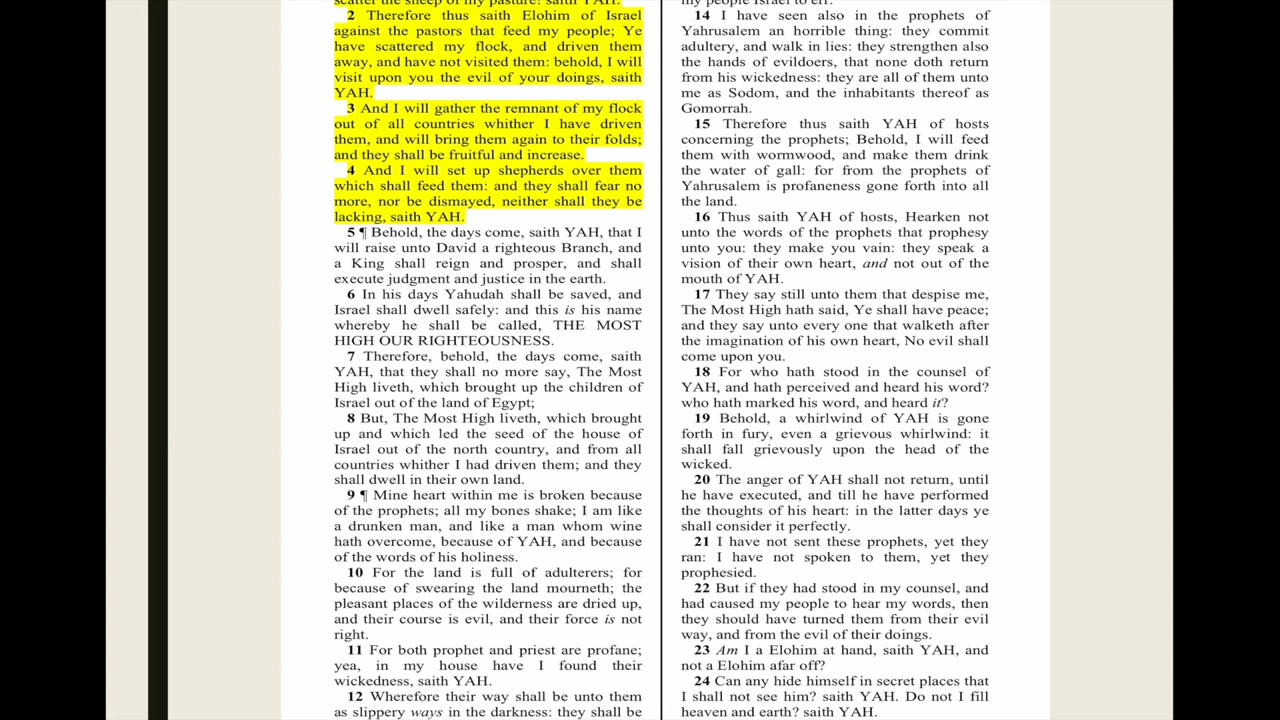 scatter the sheep of my pasture! saith YAH.
2 Therefore thus saith Elohim of Israel
against the pastors that feed my people; Ye
have scattered my flock, and driven them
away, and have not visited them: behold, I will
visit upon you the evil of your doings, saith
YAH.
3 And I will gather the remnant of my flock
out of all countries whither I have driven
them, and will bring them again to their folds;
and they shall be fruitful and increase.
4 And I will set up shepherds over them
which shall feed them: and they shall fear no
more, nor be dismayed, neither shall they be
lacking, saith YAH.
5 ¶ Behold, the days come, saith YAH, that I
will raise unto David a righteous Branch, and
a King shall reign and prosper, and shall
execute judgment and justice in the earth.
6 In his days Yahudah shall be saved, and
Israel shall dwell safely: and this is his name
whereby he shall be called, THE MOST
HIGH OUR RIGHTEOUSNESS.
7 Therefore, behold, the days come, saith
YAH, that they shall no more say, The Most
High liveth, which brought up the children of
Israel out of the land of Egypt;
8 But, The Most High liveth, which brought
up and which led the seed of the house of
Israel out of the north country, and from all
countries whither I had driven them; and they
shall dwell in their own land.
9 ¶ Mine heart within me is broken because
of the prophets; all my bones shake; I am like
a drunken man, and like a man whom wine
hath overcome, because of YAH, and because
of the words of his holiness.
10 For the land is full of adulterers; for
because of swearing the land mourneth; the
pleasant places of the wilderness are dried up,
and their course is evil, and their force is not
right.
11 For both prophet and priest are profane;
yea, in my house have I found their
wickedness, saith YAH.
12 Wherefore their way shall be unto them
as slippery ways in the darkness: they shall be
my people Israel to err.
14 I have seen also in the prophets of
Yahrusalem an horrible thing: they commit
adultery, and walk in lies: they strengthen also
the hands of evildoers, that none doth return
from his wickedness: they are all of them unto
me as Sodom, and the inhabitants thereof as
Gomorrah.
15 Therefore thus saith YAH of hosts
concerning the prophets; Behold, I will feed
them with wormwood, and make them drink
the water of gall: for from the prophets of
Yahrusalem is profaneness gone forth into all
the land.
16 Thus saith YAH of hosts, Hearken not
unto the words of the prophets that prophesy
unto you: they make you vain: they speak a
vision of their own heart, and not out of the
mouth of YAH.
17 They say still unto them that despise me,
The Most High hath said, Ye shall have peace;
and they say unto every one that walketh after
the imagination of his own heart, No evil shall
come upon you.
18 For who hath stood in the counsel of
YAH, and hath perceived and heard his word?
who hath marked his word, and heard it?
19 Behold, a whirlwind of YAH is gone
forth in fury, even a grievous whirlwind: it
shall fall grievously upon the head of the
wicked.
20 The anger of YAH shall not return, until
he have executed, and till he have performed
the thoughts of his heart: in the latter days ye
shall consider it perfectly.
21 I have not sent these prophets, yet they
ran: I have not spoken to them, yet they
prophesied.
22 But if they had stood in my counsel, and
had caused my people to hear my words, then
they should have turned them from their evil
way, and from the evil of their doings.
23 Am I a Elohim at hand, saith YAH, and
not a Elohim afar off?
24 Can any hide himself in secret places that
I shall not see him? saith YAH. Do not I fill
heaven and earth? saith YAH.